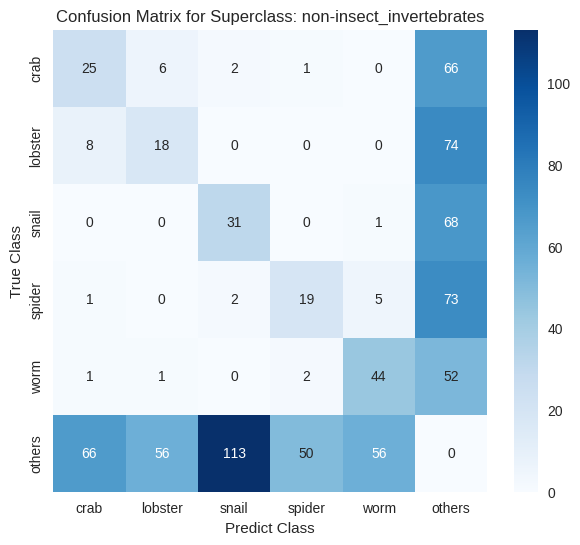 Confusion Matrix for Superclass: non-insect_invertebrates
True Class
crab 25 6 2 1 0 66
lobster 8 18 0 0 0 74
snail 0 0 31 0 1 68
spider 1 0 2 19 5 73
worm 1 1 0 2 44 52
others 66 56 113 50 56 0
crab lobster snail spider worm others
Predict Class
100
80
60
40
20
0